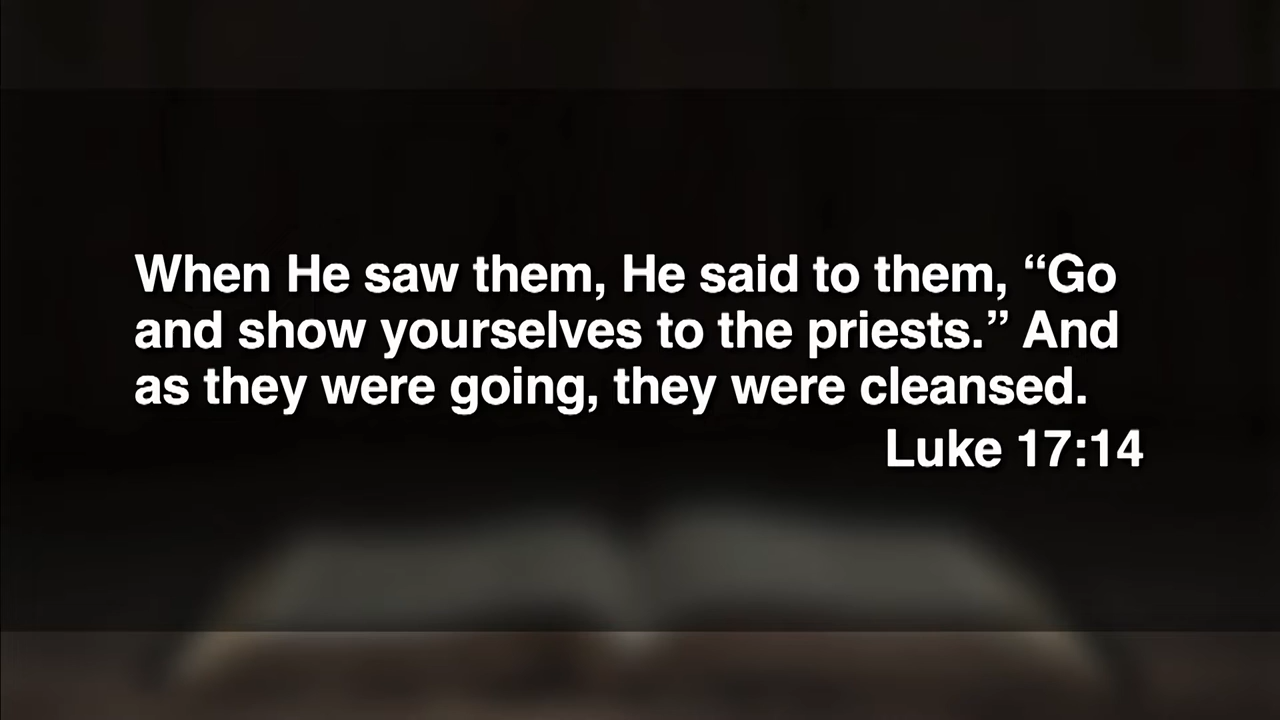 When He saw them, He said to them, “Go
and show yourselves to the priests.” And
as they were going, they were cleansed.
Luke 17:14